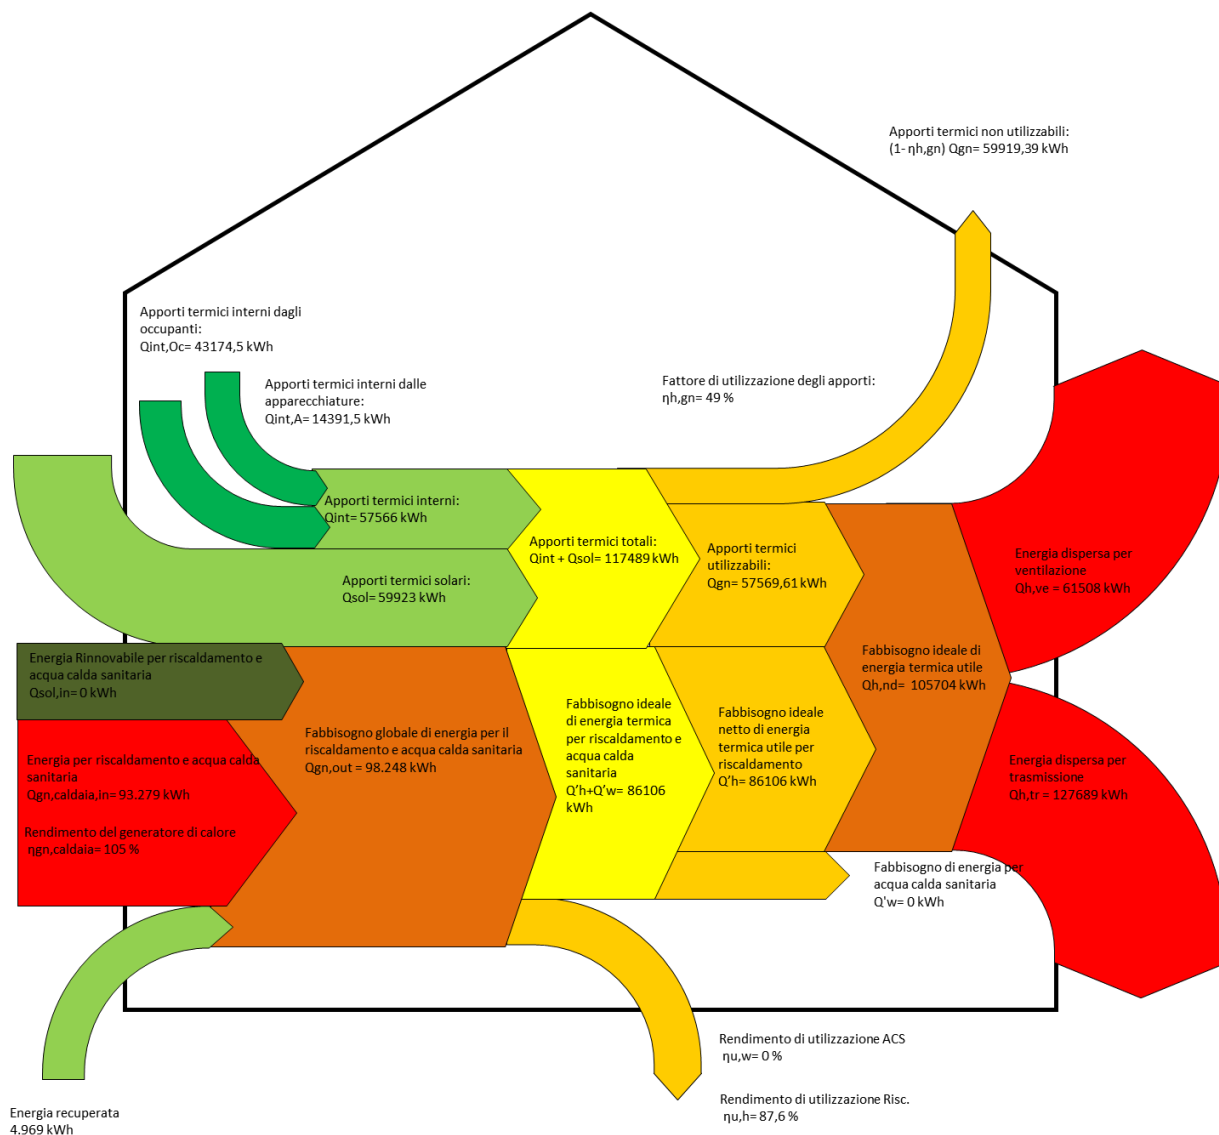 Apporti termici non utilizzabili:
(1- ηh,gn) Qgn= 59919,39 kWh
Apporti termici interni dagli
occupanti:
Qint,Oc= 43174,5 kWh
Apporti termici interni dalle
apparecchiature:
Qint,A= 14391,5 kWh
Fattore di utilizzazione degli apporti:
ηh,gn= 49 %
Apporti termici interni:
Qint= 57566 kWh
Apporti termici totali:
Qint + Qsol= 117489 kWh
Apporti termici
utilizzabili:
Qgn= 57569,61 kWh
Energia dispersa per
ventilazione
Qh,ve = 61508 kWh
Apporti termici solari:
Qsol= 59923 kWh
Energia Rinnovabile per riscaldamento e
acqua calda sanitaria
Qsol,in= 0 kWh
Fabbisogno ideale di
energia termica utile
Qh,nd=  105704 kWh
Fabbisogno globale di energia per il
riscaldamento e acqua calda sanitaria
Qgn,out = 98.248 kWh
Fabbisogno ideale
di energia termica
per riscaldamento e
acqua calda
sanitaria
Q’h+Q’w= 86106
kWh
Fabbisogno ideale
netto di energia
termica utile per
riscaldamento
Q’h= 86106 kWh
Energia per riscaldamento e acqua calda
sanitaria
Qgn,caldaia,in= 93.279 kWh
Rendimento del generatore di calore
ηgn,caldaia= 105 %
Energia dispersa per
trasmissione
Qh,tr = 127689 kWh
Fabbisogno di energia per
acqua calda sanitaria
Q'w= 0 kWh
Rendimento di utilizzazione ACS
ηu,w= 0 %
Rendimento di utilizzazione Risc.
ηu,h= 87,6 %
Energia recuperata
4.969 kWh